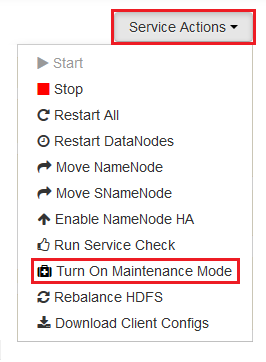 Service Actions
Start
Stop
Restart All
Restart DataNodes
Move NameNode
Move SNameNode
Enable NameNode HA
Run Service Check
Turn On Maintenance Mode
Rebalance HDFS
Download Client Configs